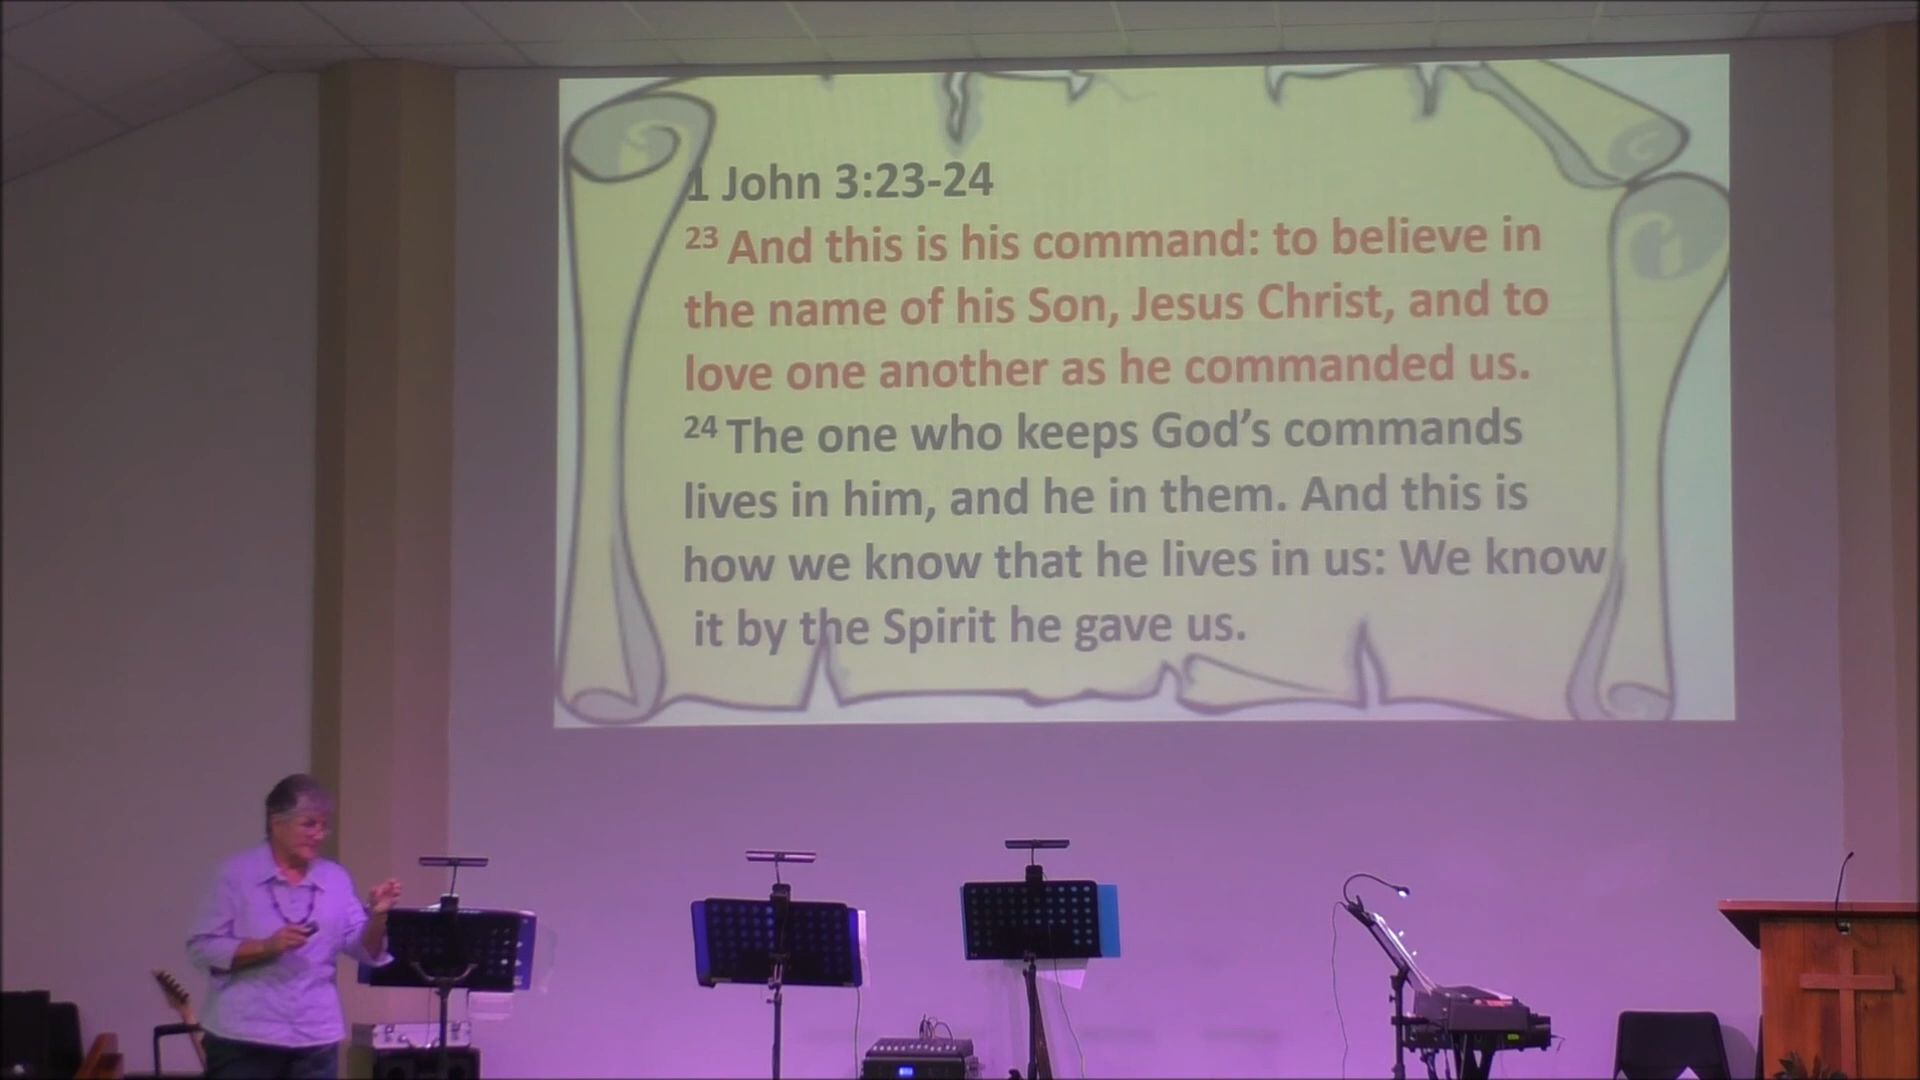 1 John 3:23-24
23 And this is his command: to believe in
the name of his Son, Jesus Christ, and to
love one another as he commanded us.
24 The one who keeps God’s commands
lives in him, and he in them. And this is
how we know that he lives in us: We know
it by the Spirit he gave us.